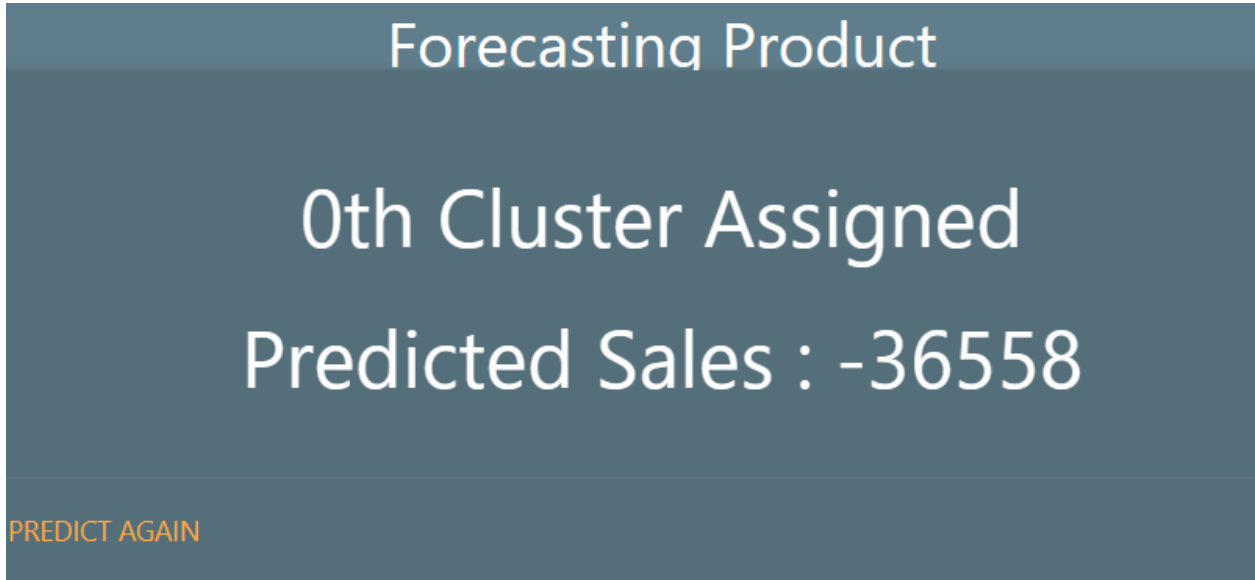 Forecasting Product
0th Cluster Assigned
Predicted Sales : -36558
PREDICT AGAIN